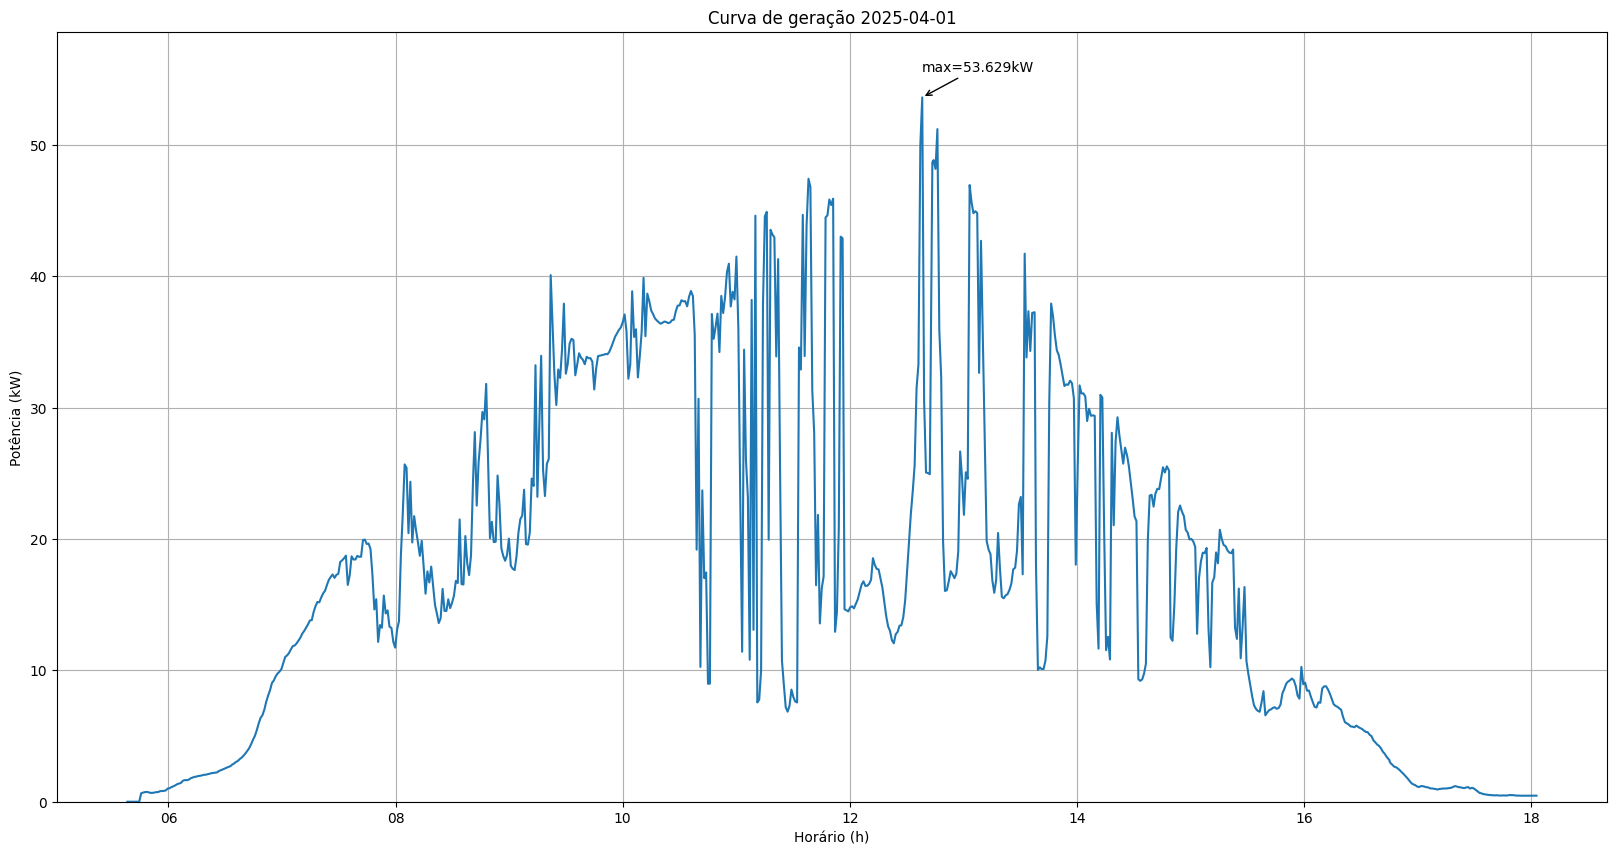 Curva de geração 2025-04-01
max=53.629kW
Potência (kW)
50
40
30
20
10
0
06 08 10 12 14 16 18
Horário (h)